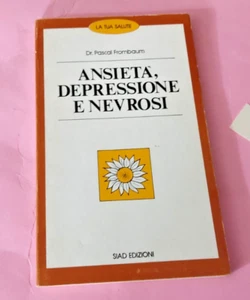 LA TUA SALUTE
Dr. Pascal Frombaum
ANSIETÀ,
DEPRESSIONE
E NEVROSI
SIAD EDIZIONI